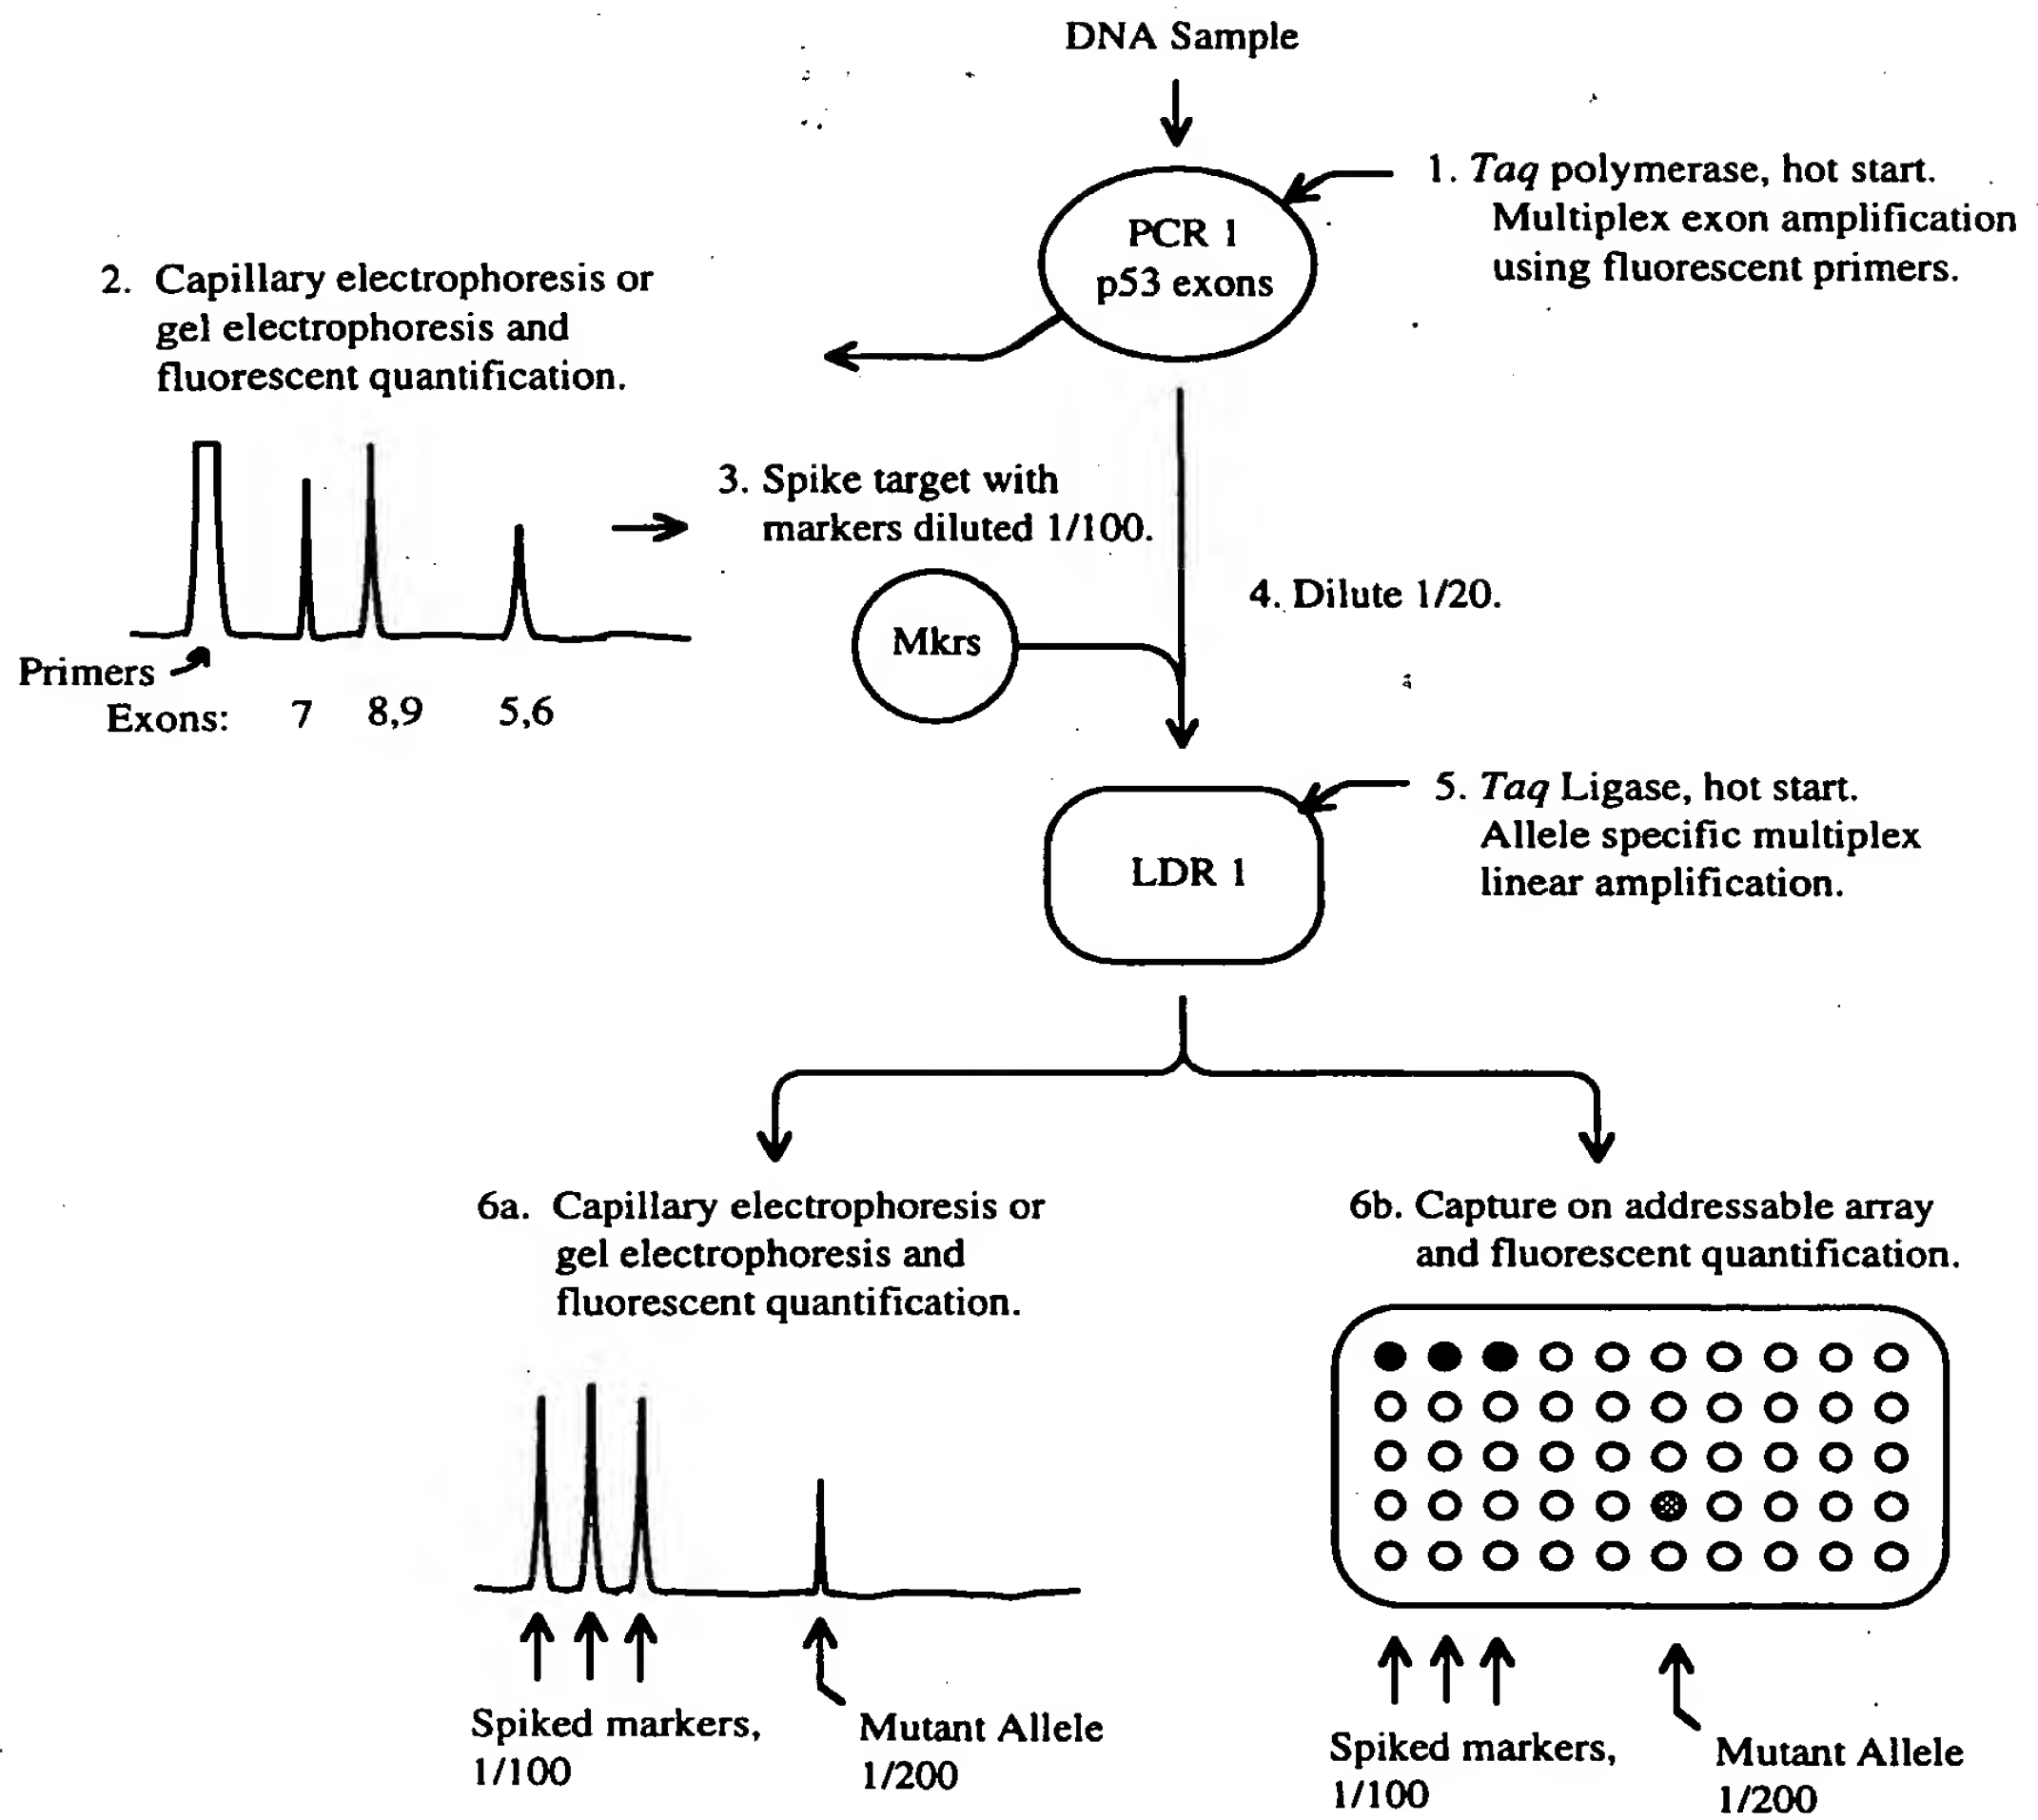 DNA Sample
1. Taq polymerase, hot start.
Multiplex exon amplification
using fluorescent primers.
PCR 1
p53 exons
2. Capillary electrophoresis or
gel electrophoresis and
fluorescent quantification.
Primers
Exons: 7 8,9 5,6
3. Spike target with
markers diluted 1/100.
Mkrs
4. Dilute 1/20.
5. Taq Ligase, hot start.
Allele specific multiplex
linear amplification.
LDR 1
6a. Capillary electrophoresis or
gel electrophoresis and
fluorescent quantification.
Spiked markers,
1/100
Mutant Allele
1/200
6b. Capture on addressable array
and fluorescent quantification.
Spiked markers,
1/100
Mutant Allele
1/200